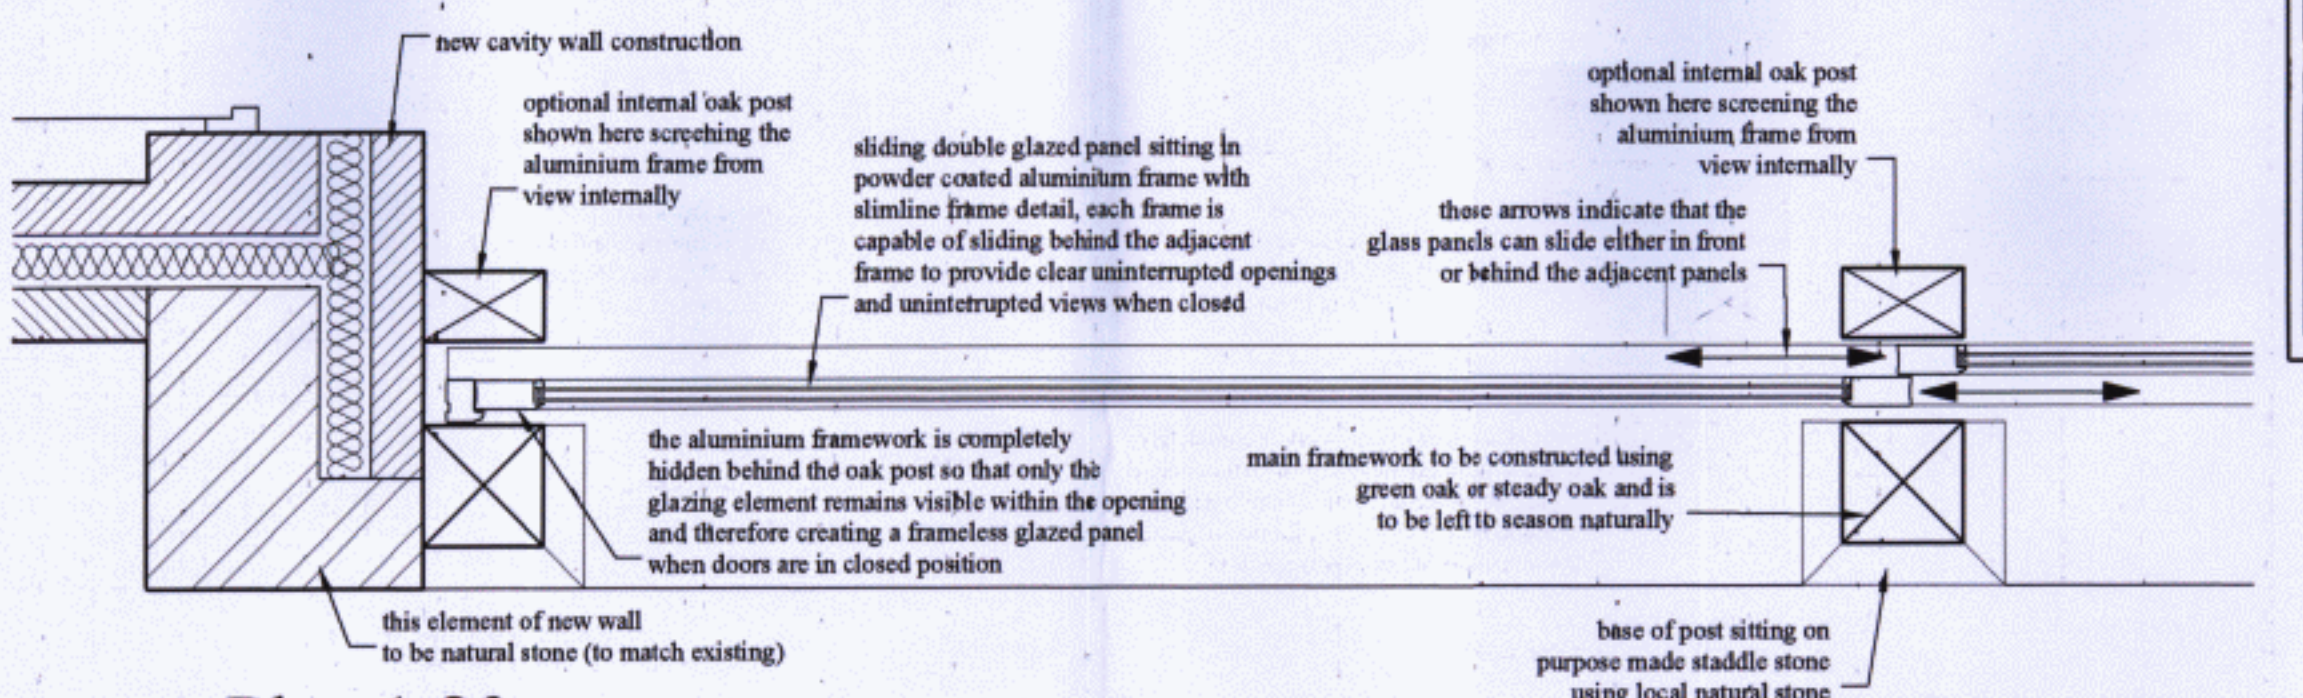 new cavity wall construction
optional internal oak post
shown here screening the
aluminium frame from
view internally
sliding double glazed panel sitting in
powder coated aluminium frame with
slimline frame detail, each frame is
capable of sliding behind the adjacent
frame to provide clear uninterrupted openings
and uninterrupted views when closed
optional internal oak post
shown here screening the
aluminium frame from
view internally
these arrows indicate that the
glass panels can slide either in front
or behind the adjacent panels
the aluminium framework is completely
hidden behind the oak post so that only the
glazing element remains visible within the opening
and therefore creating a frameless glazed panel
when doors are in closed position
main framework to be constructed using
green oak or steady oak and is
to be left to season naturally
this element of new wall
to be natural stone (to match existing)
base of post sitting on
purpose made staddle stone
using local natural stone